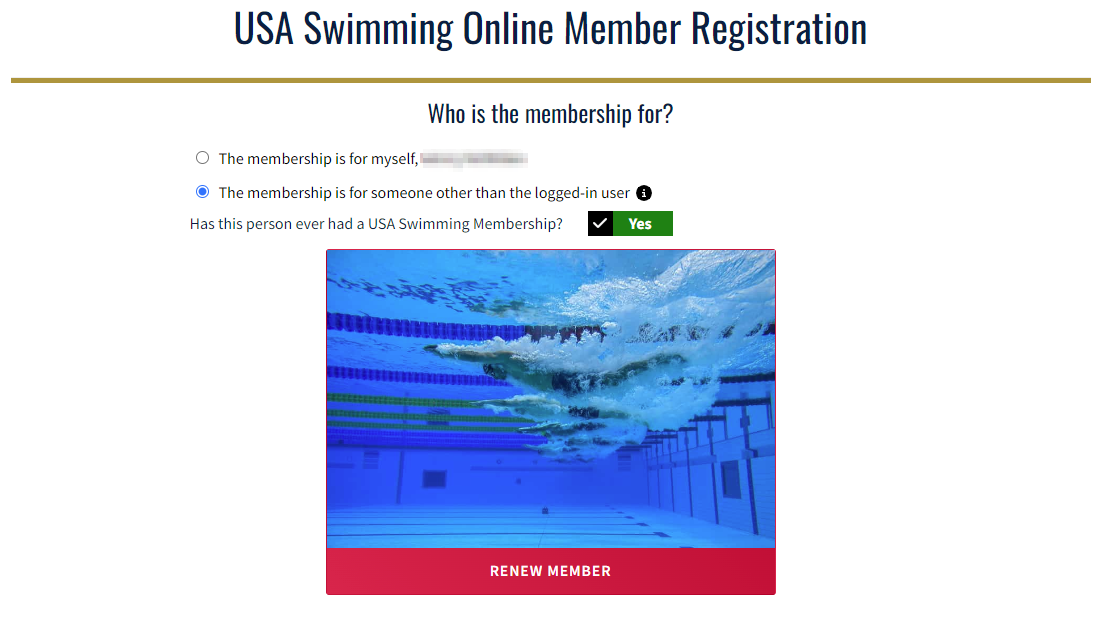 USA Swimming Online Member Registration
Who is the membership for?
The membership is for myself,
The membership is for someone other than the logged-in user
Has this person ever had a USA Swimming Membership? Yes
RENEW MEMBER